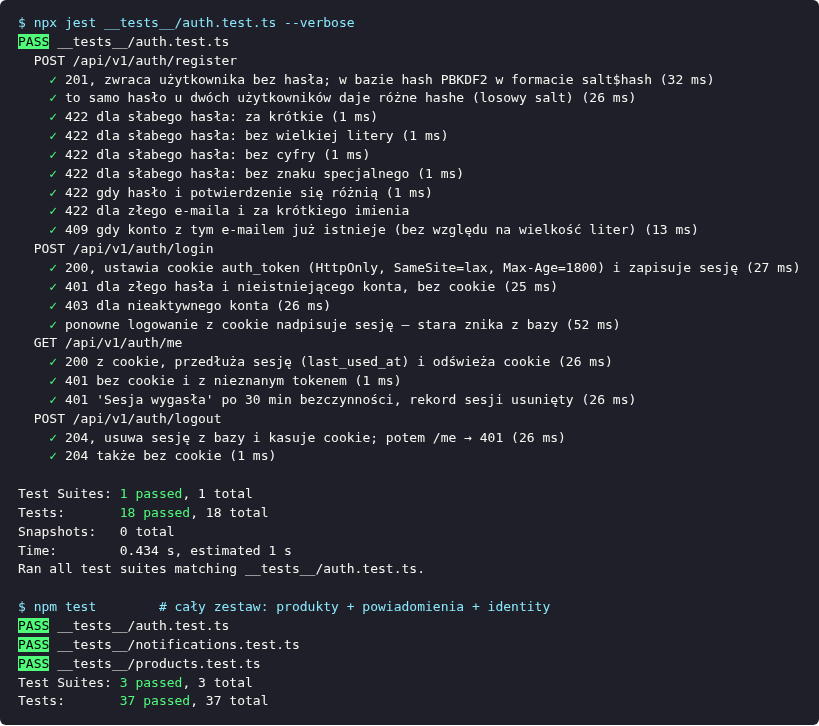 $ npx jest __tests__/auth.test.ts --verbose
PASS __tests__/auth.test.ts
POST /api/v1/auth/register
✓ 201, zwraca użytkownika bez hasła; w bazie hash PBKDF2 w formacie salt$hash (32 ms)
✓ to samo hasło u dwóch użytkowników daje różne hashe (losowy salt) (26 ms)
✓ 422 dla słabego hasła: za krótkie (1 ms)
✓ 422 dla słabego hasła: bez wielkiej litery (1 ms)
✓ 422 dla słabego hasła: bez cyfry (1 ms)
✓ 422 dla słabego hasła: bez znaku specjalnego (1 ms)
✓ 422 gdy hasło i potwierdzenie się różnią (1 ms)
✓ 422 dla złego e-maila i za krótkiego imienia
✓ 409 gdy konto z tym e-mailem już istnieje (bez względu na wielkość liter) (13 ms)
POST /api/v1/auth/login
✓ 200, ustawia cookie auth_token (HttpOnly, SameSite=lax, Max-Age=1800) i zapisuje sesję (27 ms)
✓ 401 dla złego hasła i nieistniejącego konta, bez cookie (25 ms)
✓ 403 dla nieaktywnego konta (26 ms)
✓ ponowne logowanie z cookie nadpisuje sesję — stara znika z bazy (52 ms)
GET /api/v1/auth/me
✓ 200 z cookie, przedłuża sesję (last_used_at) i odświeża cookie (26 ms)
✓ 401 bez cookie i z nieznanym tokenem (1 ms)
✓ 401 'Sesja wygasła' po 30 min bezczynności, rekord sesji usunięty (26 ms)
POST /api/v1/auth/logout
✓ 204, usuwa sesję z bazy i kasuje cookie; potem /me → 401 (26 ms)
✓ 204 także bez cookie (1 ms)
Test Suites: 1 passed, 1 total
Tests:       18 passed, 18 total
Snapshots:   0 total
Time:        0.434 s, estimated 1 s
Ran all test suites matching __tests__/auth.test.ts.
$ npm test        # cały zestaw: produkty + powiadomienia + identity
PASS __tests__/auth.test.ts
PASS __tests__/notifications.test.ts
PASS __tests__/products.test.ts
Test Suites: 3 passed, 3 total
Tests:       37 passed, 37 total